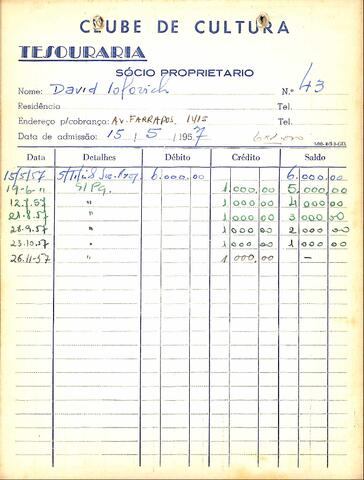 CLUBE DE CULTURA
TESOURARIA
SÓCIO PROPRIETARIO
Nome: David Iolovich N.º 43
Residência Tel.
Endereço p/cobrança: AV. FARRAPOS, 1415 Tel.
Data de admissão: 15 / 5 / 1957
Data Detalhes Débito Crédito Saldo
15/5/57 6.000.00 6.000.00
19-6-" S/Pg. 1.000.00 5.000.00
12.7.57 " 1 000.00 4 000 00
21.8.57 " 1 000.00 3 000 00
28.9.57 " 1 000.00 2 000 00
23.10.57 " 1 000.00 1 000 00
26.11-57 " 1 000.00 —